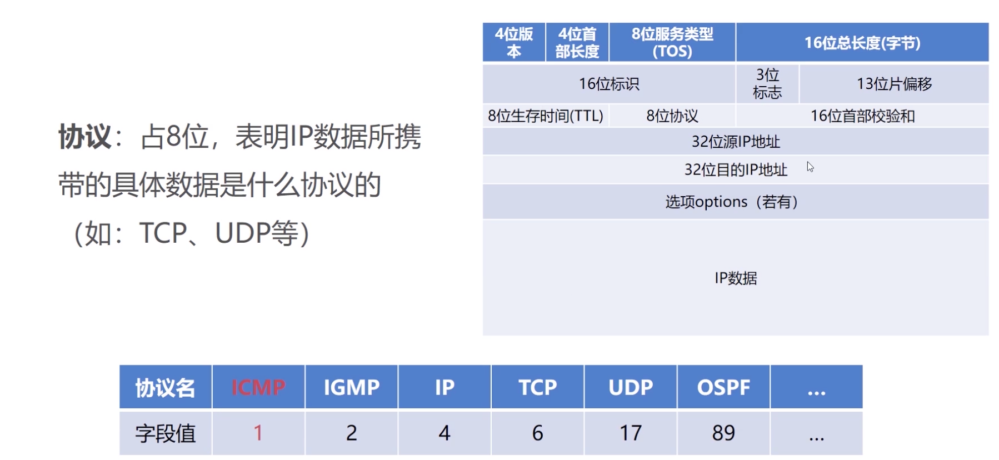 4位版
本
4位首
部长度
8位服务类型
(TOS)
16位总长度(字节)
16位标识
3位
标志
13位片偏移
8位生存时间(TTL)
8位协议
16位首部校验和
32位源IP地址
32位目的IP地址
选项options（若有）
IP数据
协议：占8位，表明IP数据所携
带的具体数据是什么协议的
（如：TCP、UDP等）
协议名 ICMP IGMP IP TCP UDP OSPF ...
字段值 1 2 4 6 17 89 ...